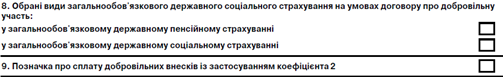 8. Обрані види загальнообов'язкового державного соціального страхування на умовах договору про добровільну
участь:
у загальнообов'язковому державному пенсійному страхуванні
у загальнообов'язковому державному соціальному страхуванні
9. Позначка про сплату добровільних внесків із застосуванням коефіцієнта 2